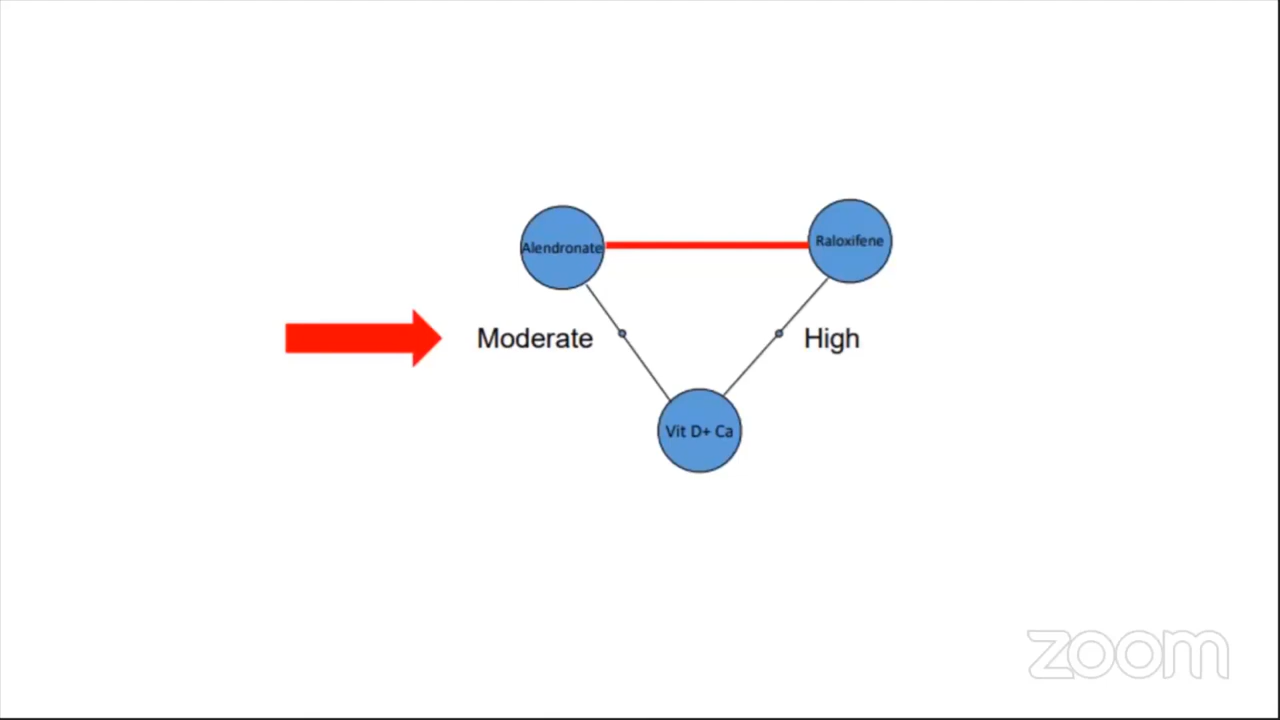 Alendronate
Raloxifene
Moderate
High
Vit D+ Ca
zoom